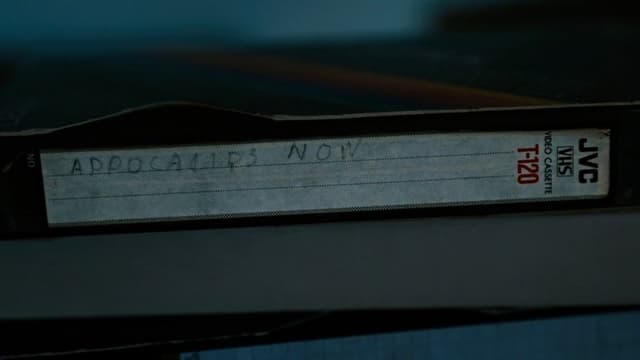 APPOCALIPS NOW
JVC
VHS
VIDEO CASSETTE
T-120